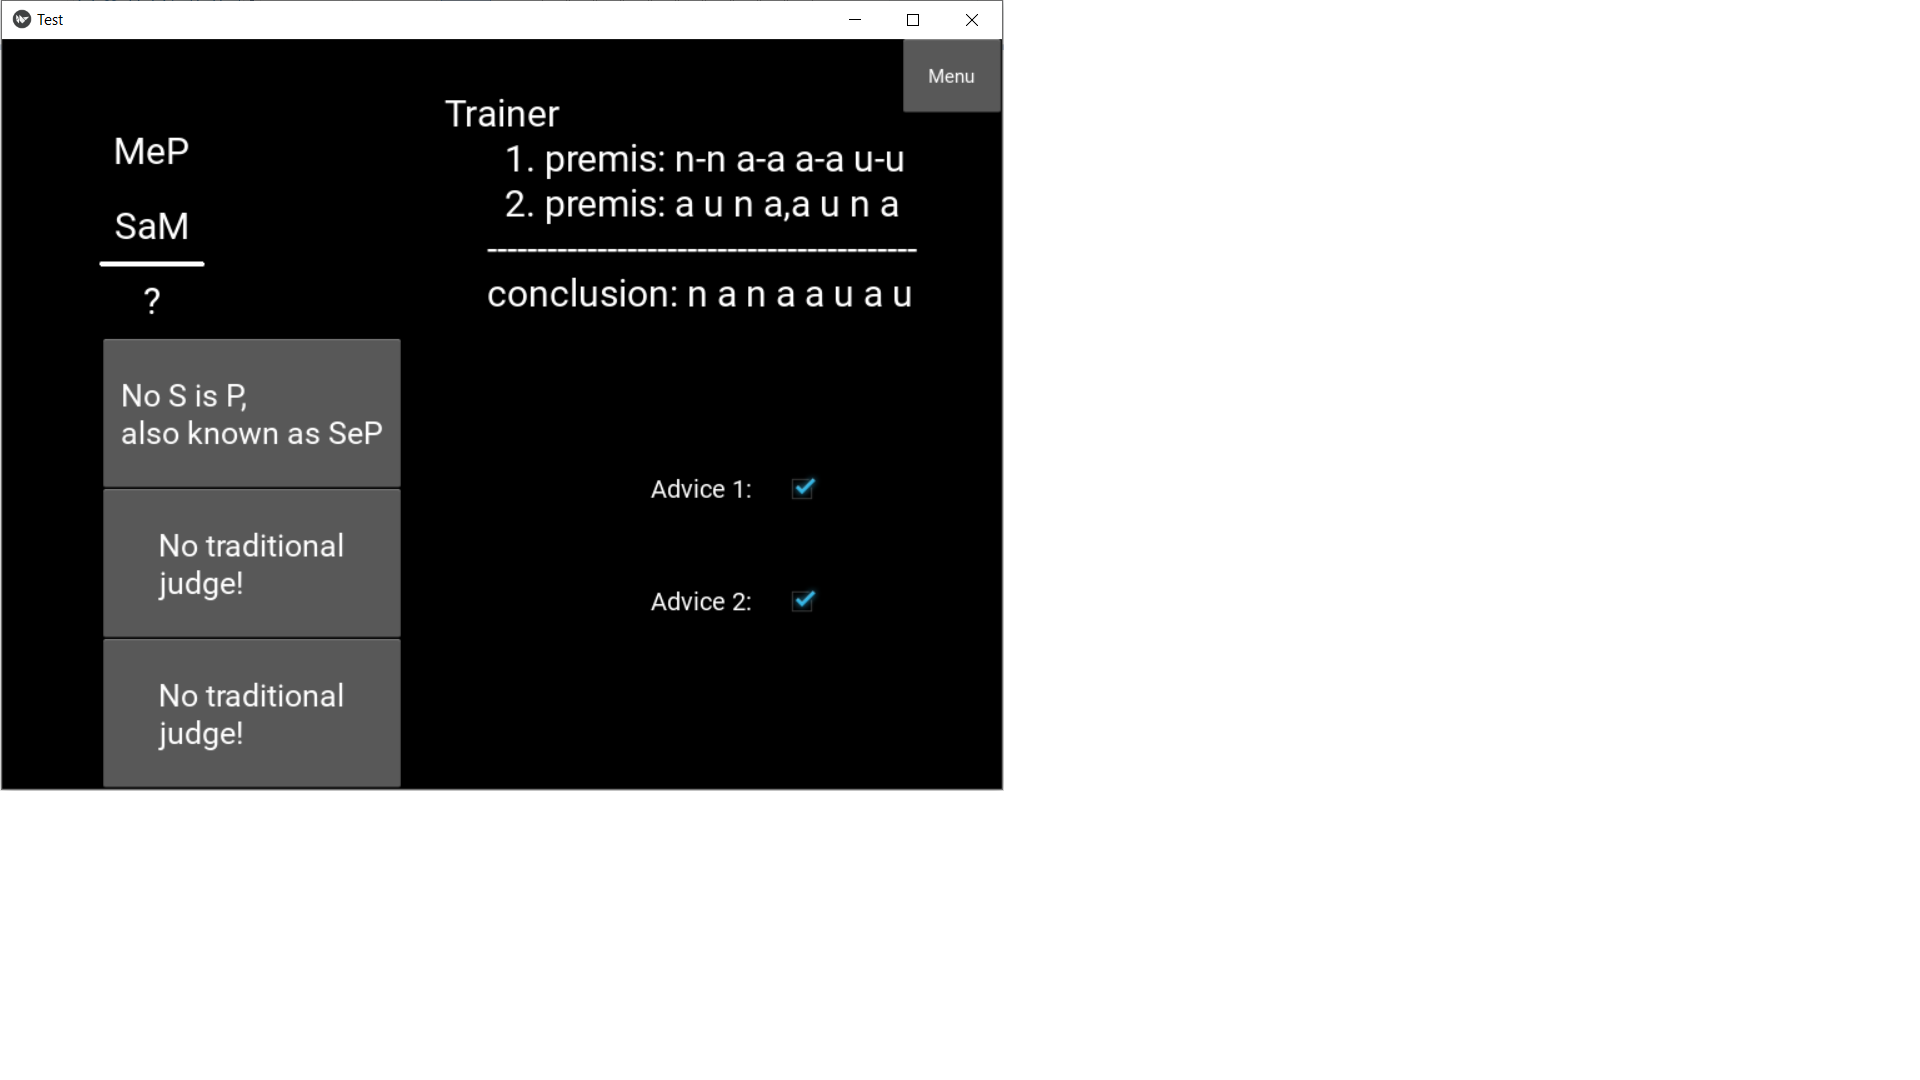 Test
Menu
MeP
SaM
?
No S is P,
also known as SeP
No traditional
judge!
No traditional
judge!
Trainer
1. premis: n-n a-a a-a u-u
2. premis: a u n a,a u n a
-------------------------------------------
conclusion: n a n a a u a u
Advice 1:
Advice 2: